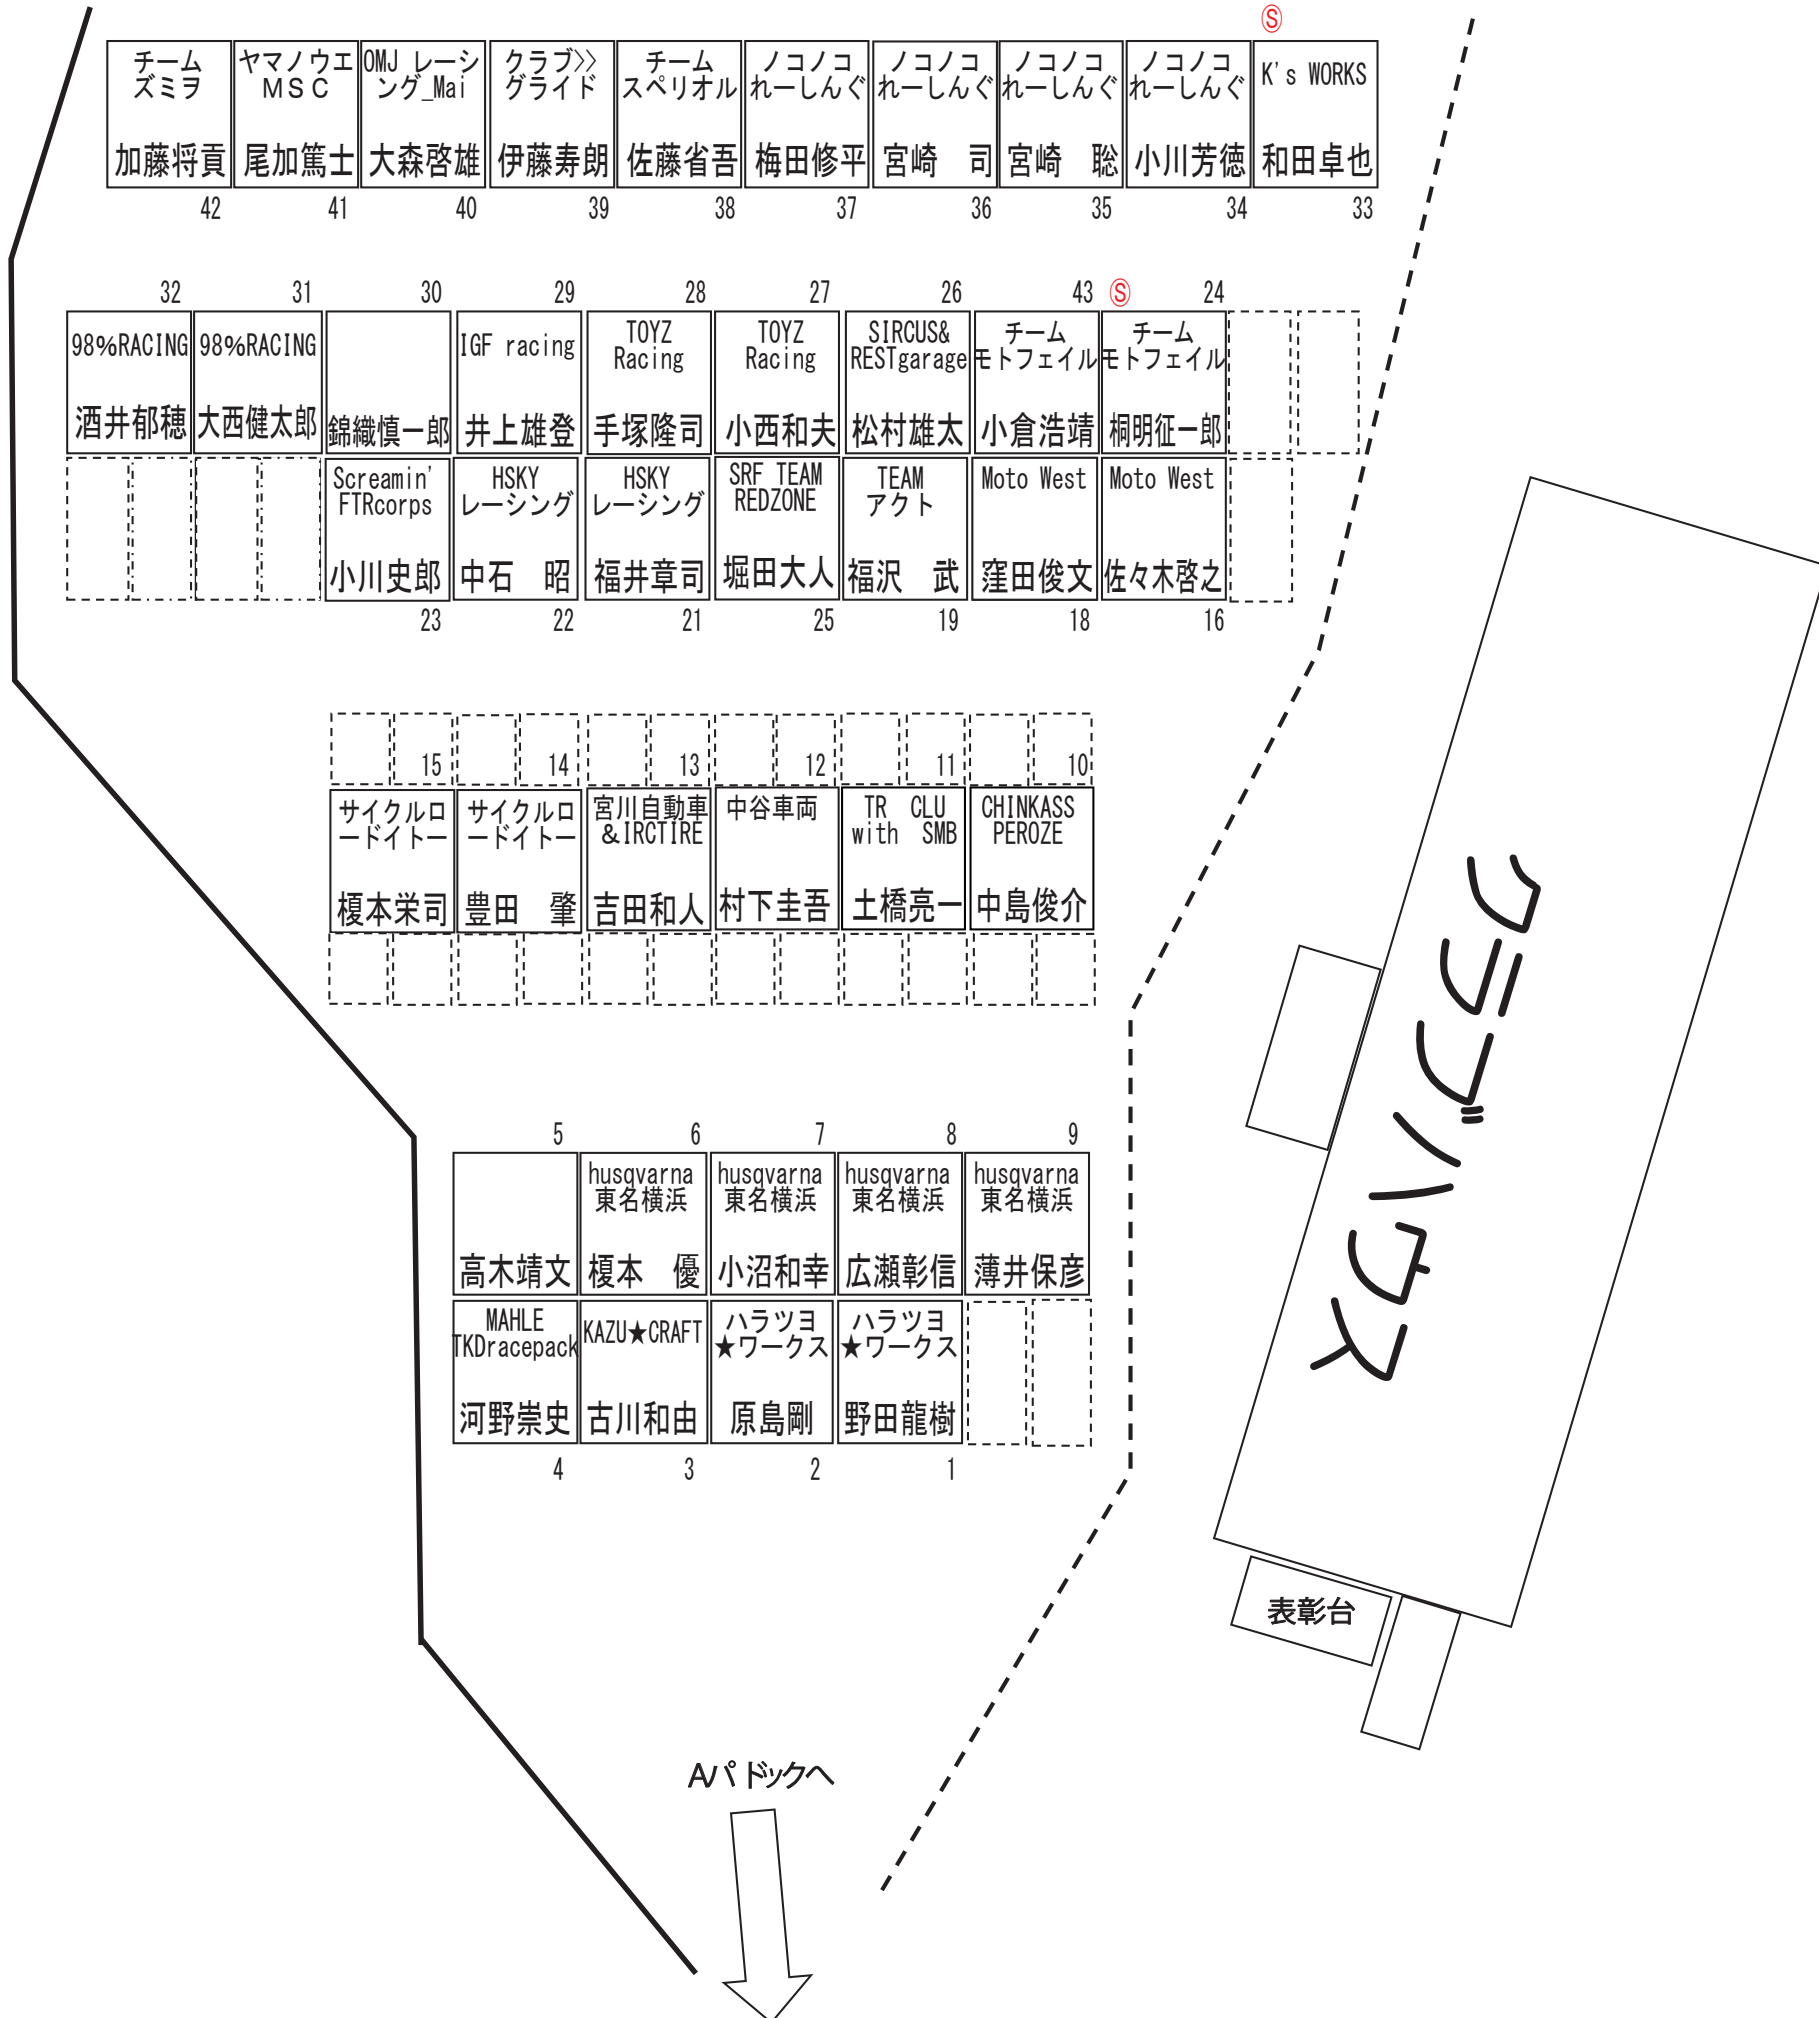 Ⓢ
チーム
ズミヲ
加藤将貢
42
ヤマノウエ
ＭＳＣ
尾加篤士
41
OMJ レーシ
ング_Mai
大森啓雄
40
クラブ>>
グライド
伊藤寿朗
39
チーム
スペリオル
佐藤省吾
38
ノコノコ
れーしんぐ
梅田修平
37
ノコノコ
れーしんぐ
宮崎　司
36
ノコノコ
れーしんぐ
宮崎　聡
35
ノコノコ
れーしんぐ
小川芳徳
34
K's WORKS
和田卓也
33
32
98%RACING
酒井郁穂
31
98%RACING
大西健太郎
30
錦織慎一郎
29
IGF racing
井上雄登
28
TOYZ
Racing
手塚隆司
27
TOYZ
Racing
小西和夫
26
SIRCUS&
RESTgarage
松村雄太
43
チーム
モトフェイル
小倉浩靖
Ⓢ
24
チーム
モトフェイル
桐明征一郎
Screamin'
FTRcorps
小川史郎
23
HSKY
レーシング
中石　昭
22
HSKY
レーシング
福井章司
21
SRF TEAM
REDZONE
堀田大人
25
TEAM
アクト
福沢　武
19
Moto West
窪田俊文
18
Moto West
佐々木啓之
16
15
サイクルロ
ードイトー
榎本栄司
14
サイクルロ
ードイトー
豊田　肇
13
宮川自動車
＆IRCTIRE
吉田和人
12
中谷車両
村下圭吾
11
TR　CLU
with　SMB
土橋亮一
10
CHINKASS
PEROZE
中島俊介
5
高木靖文
6
husqvarna
東名横浜
榎本　優
7
husqvarna
東名横浜
小沼和幸
8
husqvarna
東名横浜
広瀬彰信
9
husqvarna
東名横浜
薄井保彦
MAHLE
TKDracepack
河野崇史
4
KAZU★CRAFT
古川和由
3
ハラツヨ
★ワークス
原島剛
2
ハラツヨ
★ワークス
野田龍樹
1
クラブハウス
表彰台
Aパドックへ